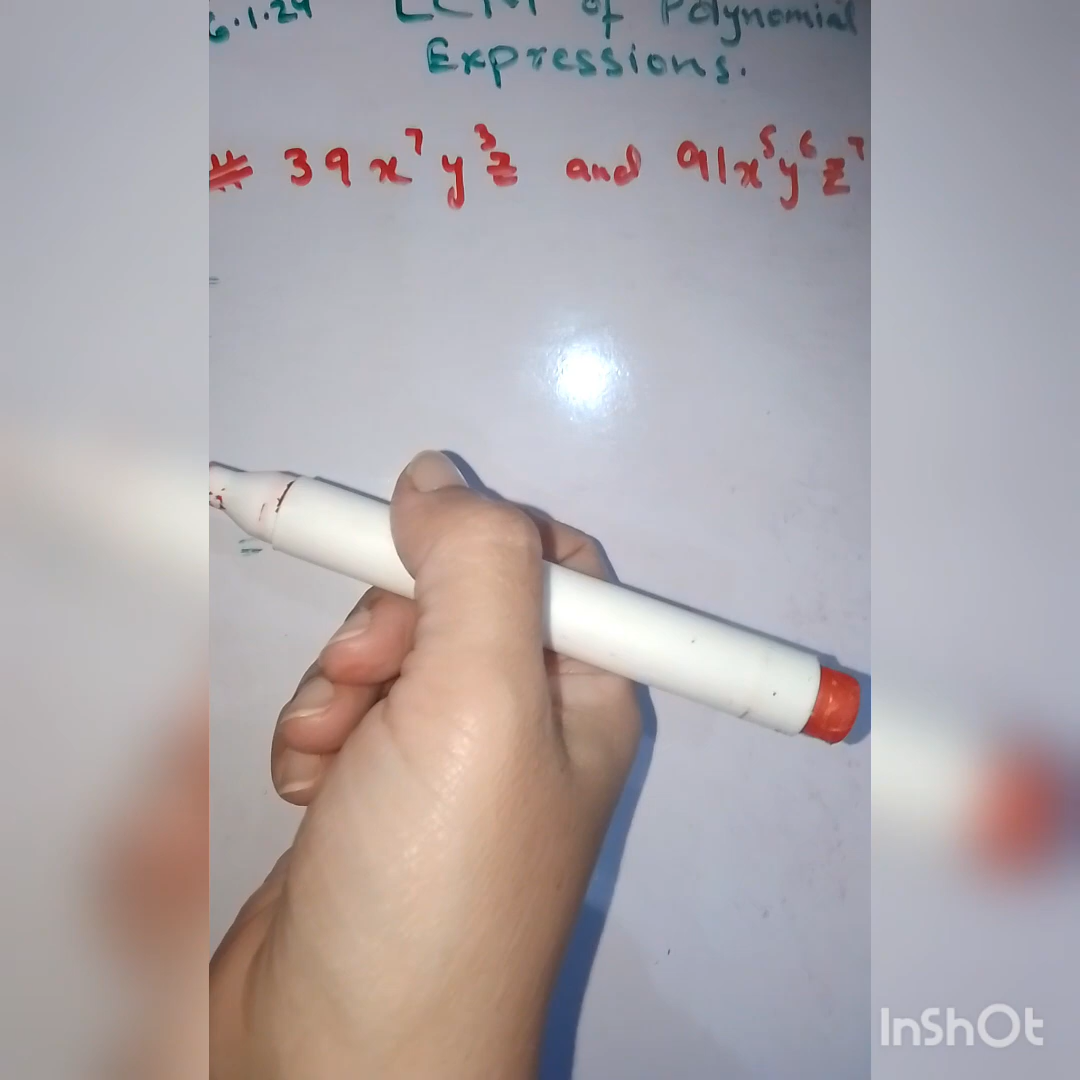 6.1.24 LCM of Polynomial
Expressions.
# 39x⁷y³z and 91x⁵y⁶z⁷
=
=
InShOt